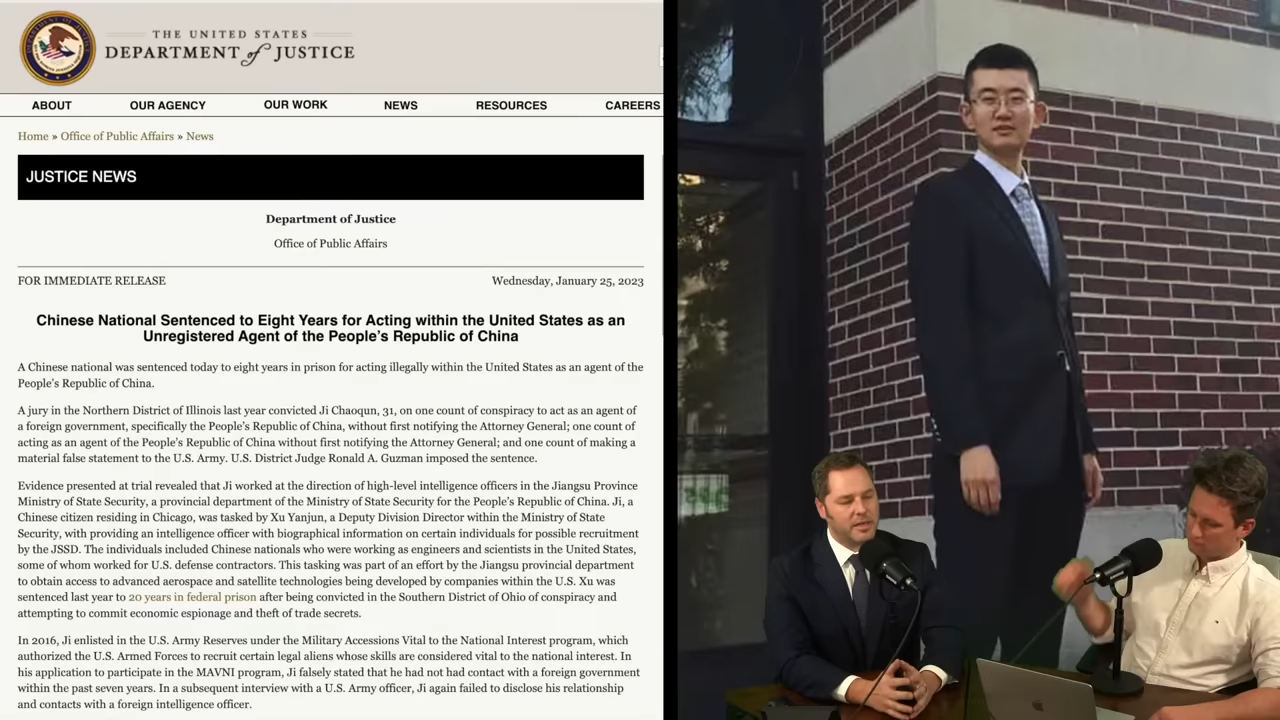 THE UNITED STATES
DEPARTMENT of JUSTICE
ABOUT OUR AGENCY OUR WORK NEWS RESOURCES CAREERS
Home » Office of Public Affairs » News
JUSTICE NEWS
Department of Justice
Office of Public Affairs
FOR IMMEDIATE RELEASE Wednesday, January 25, 2023
Chinese National Sentenced to Eight Years for Acting within the United States as an
Unregistered Agent of the People's Republic of China
A Chinese national was sentenced today to eight years in prison for acting illegally within the United States as an agent of the
People's Republic of China.
A jury in the Northern District of Illinois last year convicted Ji Chaoqun, 31, on one count of conspiracy to act as an agent of
a foreign government, specifically the People's Republic of China, without first notifying the Attorney General; one count of
acting as an agent of the People's Republic of China without first notifying the Attorney General; and one count of making a
material false statement to the U.S. Army. U.S. District Judge Ronald A. Guzman imposed the sentence.
Evidence presented at trial revealed that Ji worked at the direction of high-level intelligence officers in the Jiangsu Province
Ministry of State Security, a provincial department of the Ministry of State Security for the People's Republic of China. Ji, a
Chinese citizen residing in Chicago, was tasked by Xu Yanjun, a Deputy Division Director within the Ministry of State
Security, with providing an intelligence officer with biographical information on certain individuals for possible recruitment
by the JSSD. The individuals included Chinese nationals who were working as engineers and scientists in the United States,
some of whom worked for U.S. defense contractors. This tasking was part of an effort by the Jiangsu provincial department
to obtain access to advanced aerospace and satellite technologies being developed by companies within the U.S. Xu was
sentenced last year to 20 years in federal prison after being convicted in the Southern District of Ohio of conspiracy and
attempting to commit economic espionage and theft of trade secrets.
In 2016, Ji enlisted in the U.S. Army Reserves under the Military Accessions Vital to the National Interest program, which
authorized the U.S. Armed Forces to recruit certain legal aliens whose skills are considered vital to the national interest. In
his application to participate in the MAVNI program, Ji falsely stated that he had not had contact with a foreign government
within the past seven years. In a subsequent interview with a U.S. Army officer, Ji again failed to disclose his relationship
and contacts with a foreign intelligence officer.